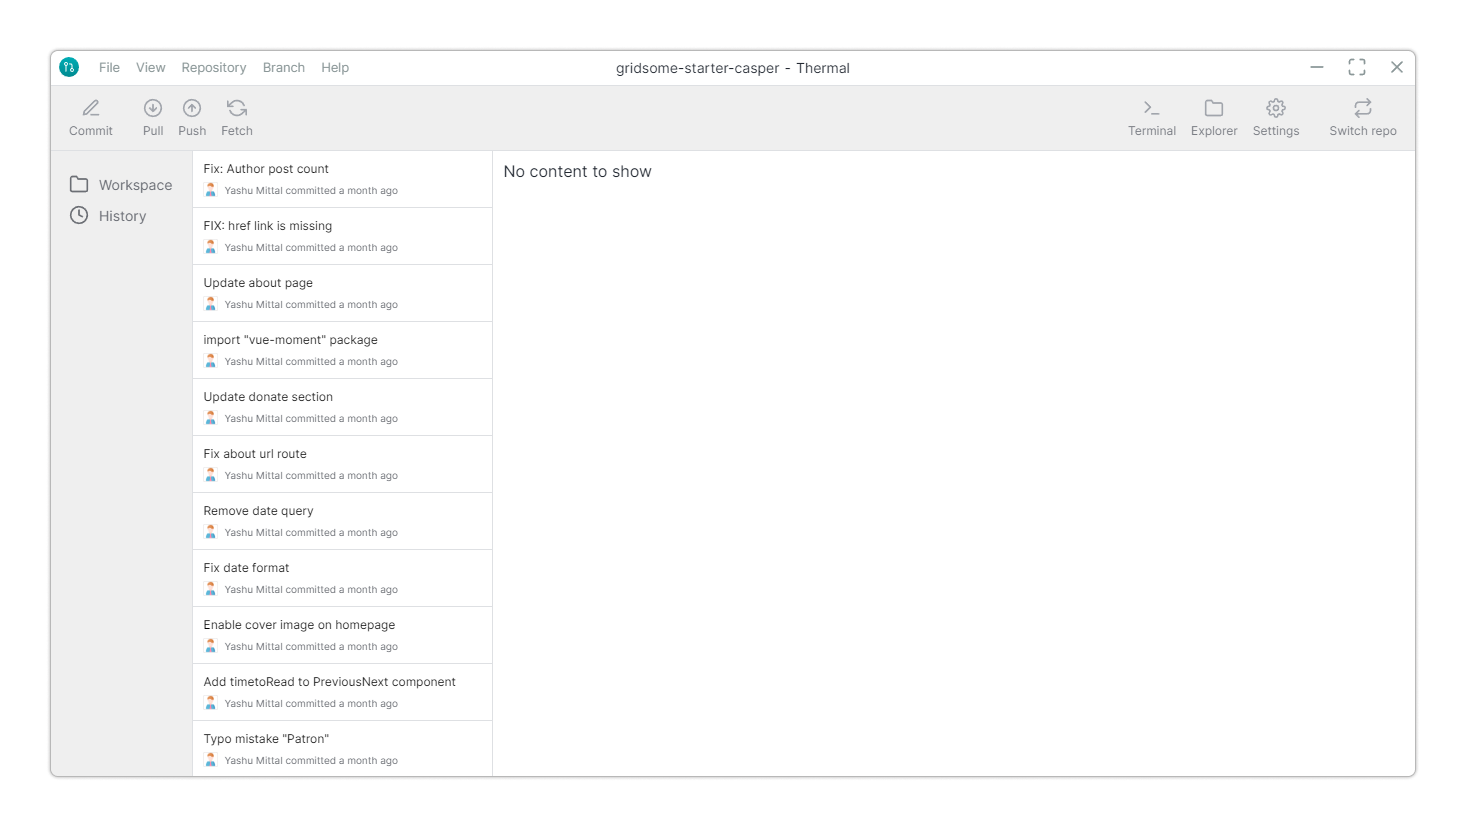 File View Repository Branch Help
gridsome-starter-casper - Thermal
Commit Pull Push Fetch
Terminal Explorer Settings Switch repo
Workspace
History
Fix: Author post count
Yashu Mittal committed a month ago
FIX: href link is missing
Yashu Mittal committed a month ago
Update about page
Yashu Mittal committed a month ago
import "vue-moment" package
Yashu Mittal committed a month ago
Update donate section
Yashu Mittal committed a month ago
Fix about url route
Yashu Mittal committed a month ago
Remove date query
Yashu Mittal committed a month ago
Fix date format
Yashu Mittal committed a month ago
Enable cover image on homepage
Yashu Mittal committed a month ago
Add timetoRead to PreviousNext component
Yashu Mittal committed a month ago
Typo mistake "Patron"
Yashu Mittal committed a month ago
No content to show